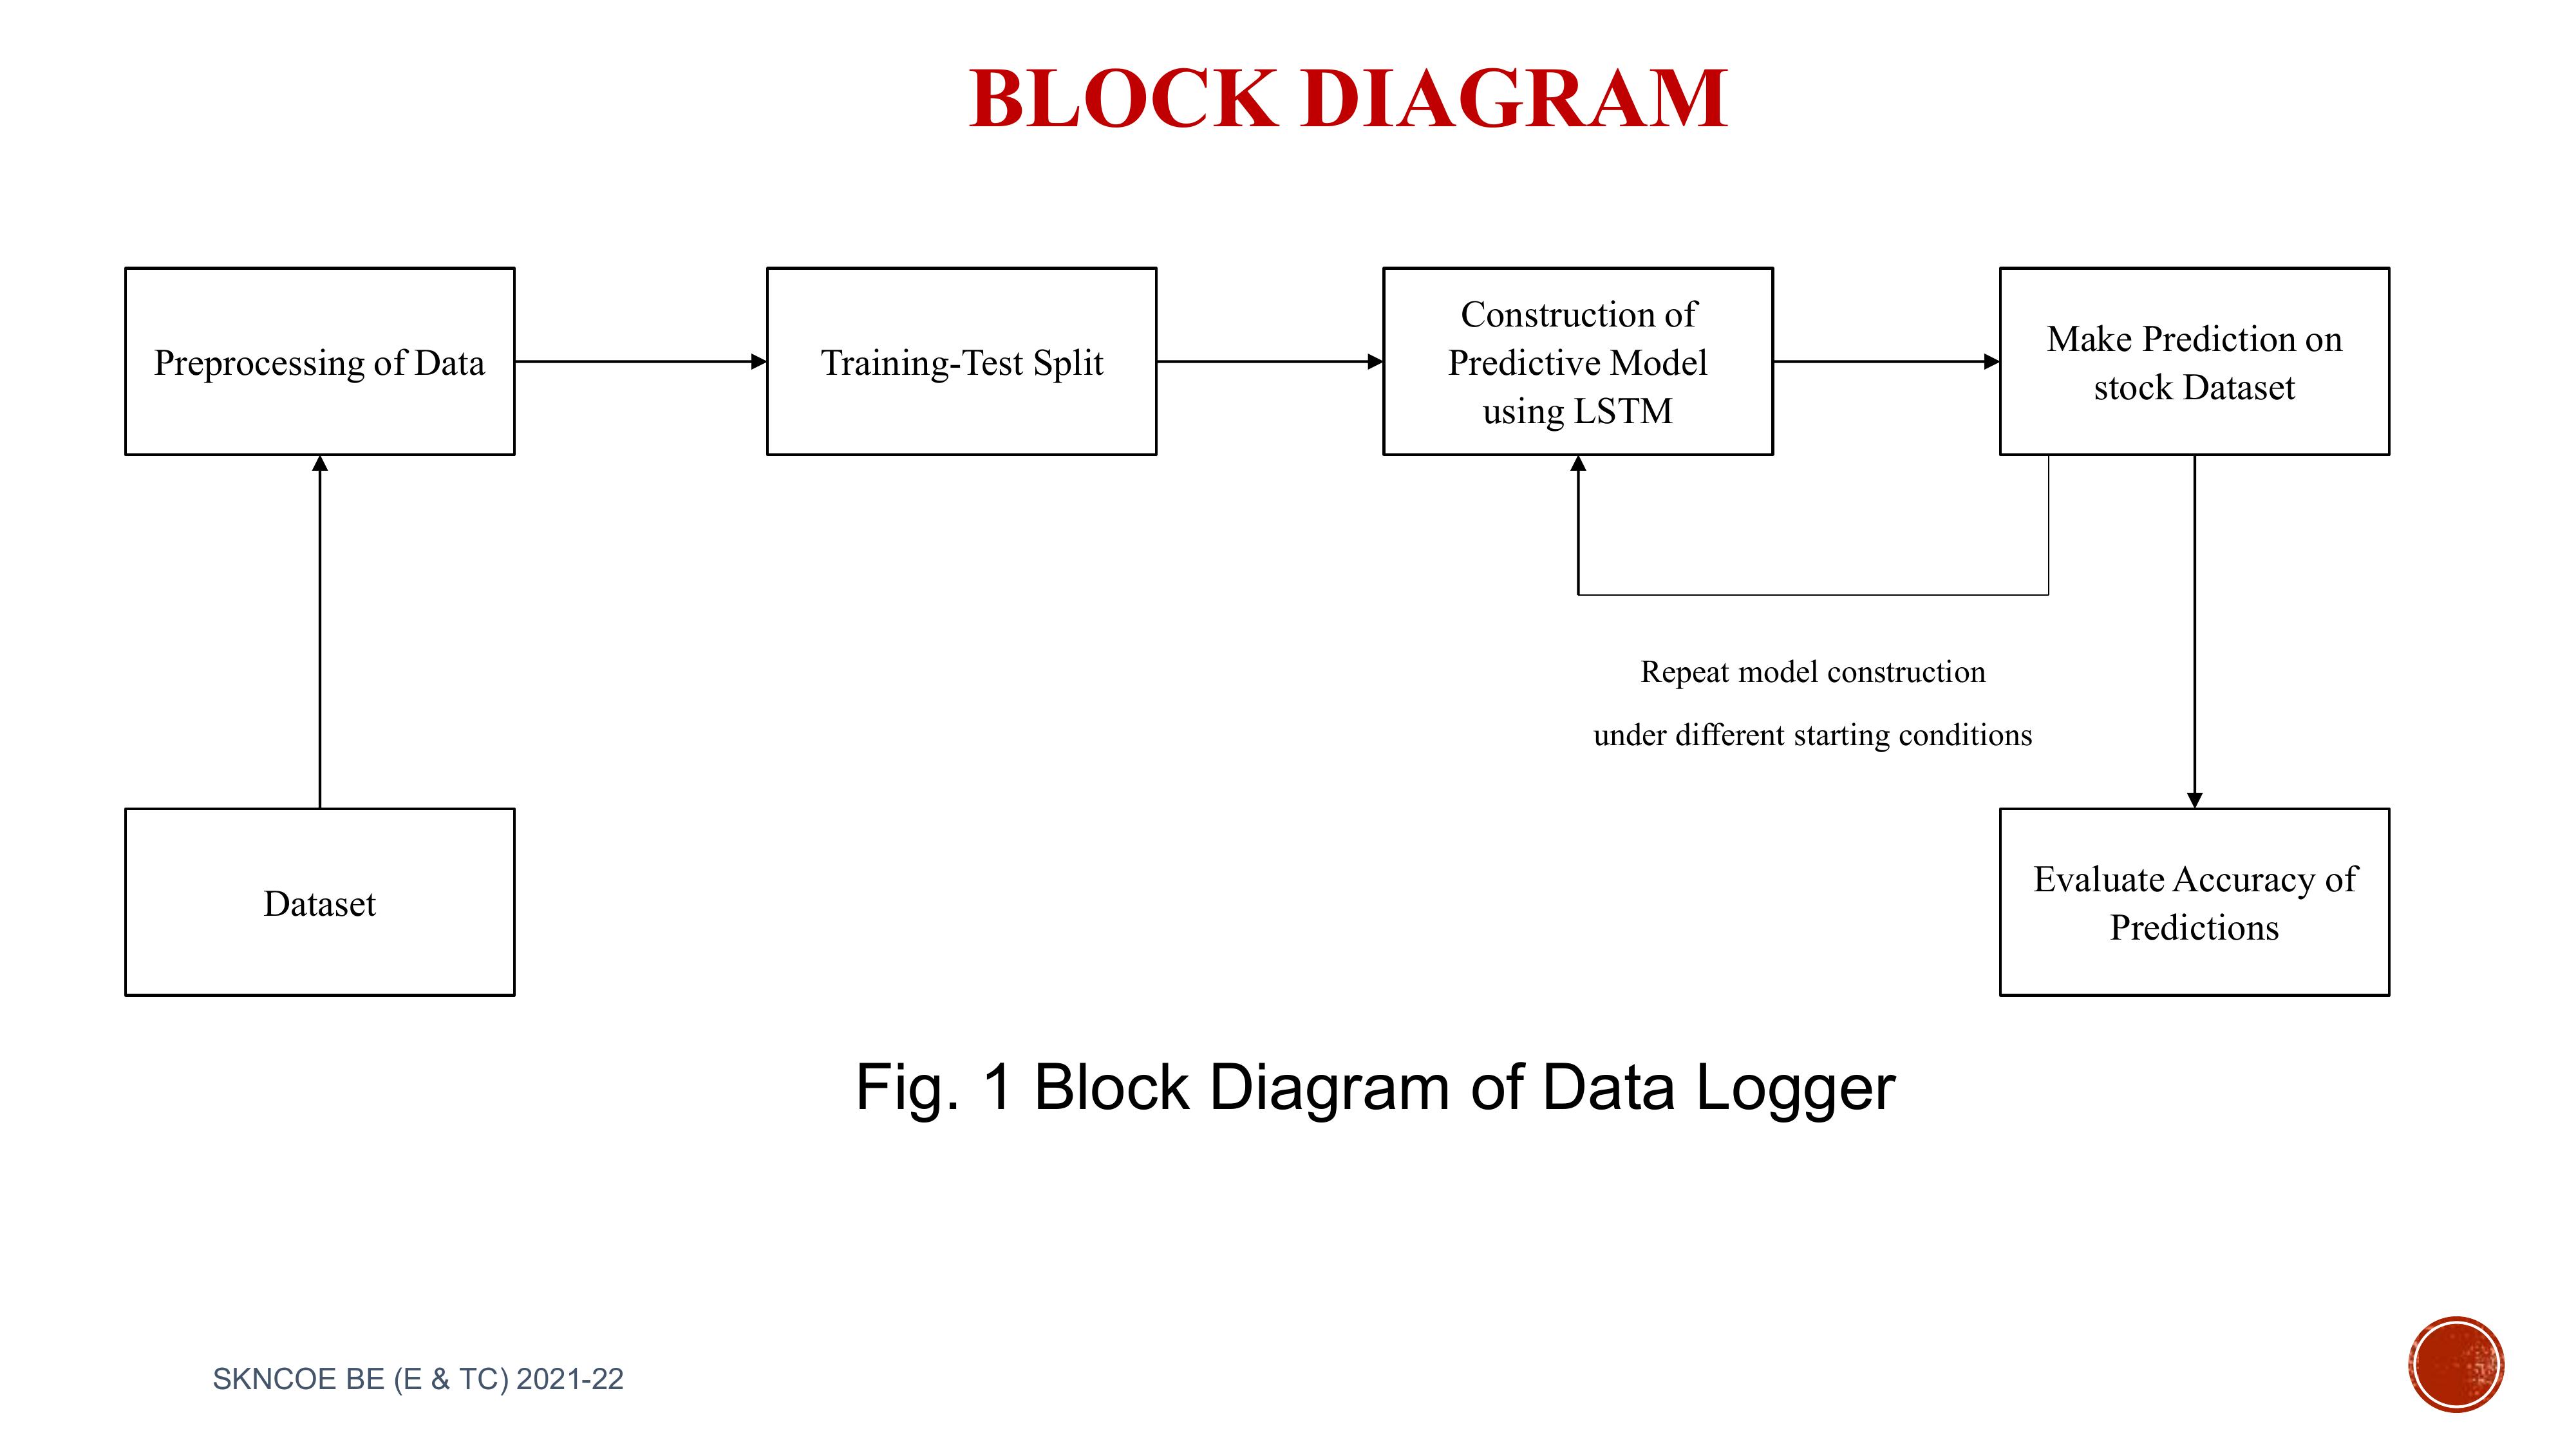 BLOCK DIAGRAM
Preprocessing of Data
Training-Test Split
Construction of
Predictive Model
using LSTM
Make Prediction on
stock Dataset
Repeat model construction
under different starting conditions
Dataset
Evaluate Accuracy of
Predictions
Fig. 1 Block Diagram of Data Logger
SKNCOE BE (E & TC) 2021-22